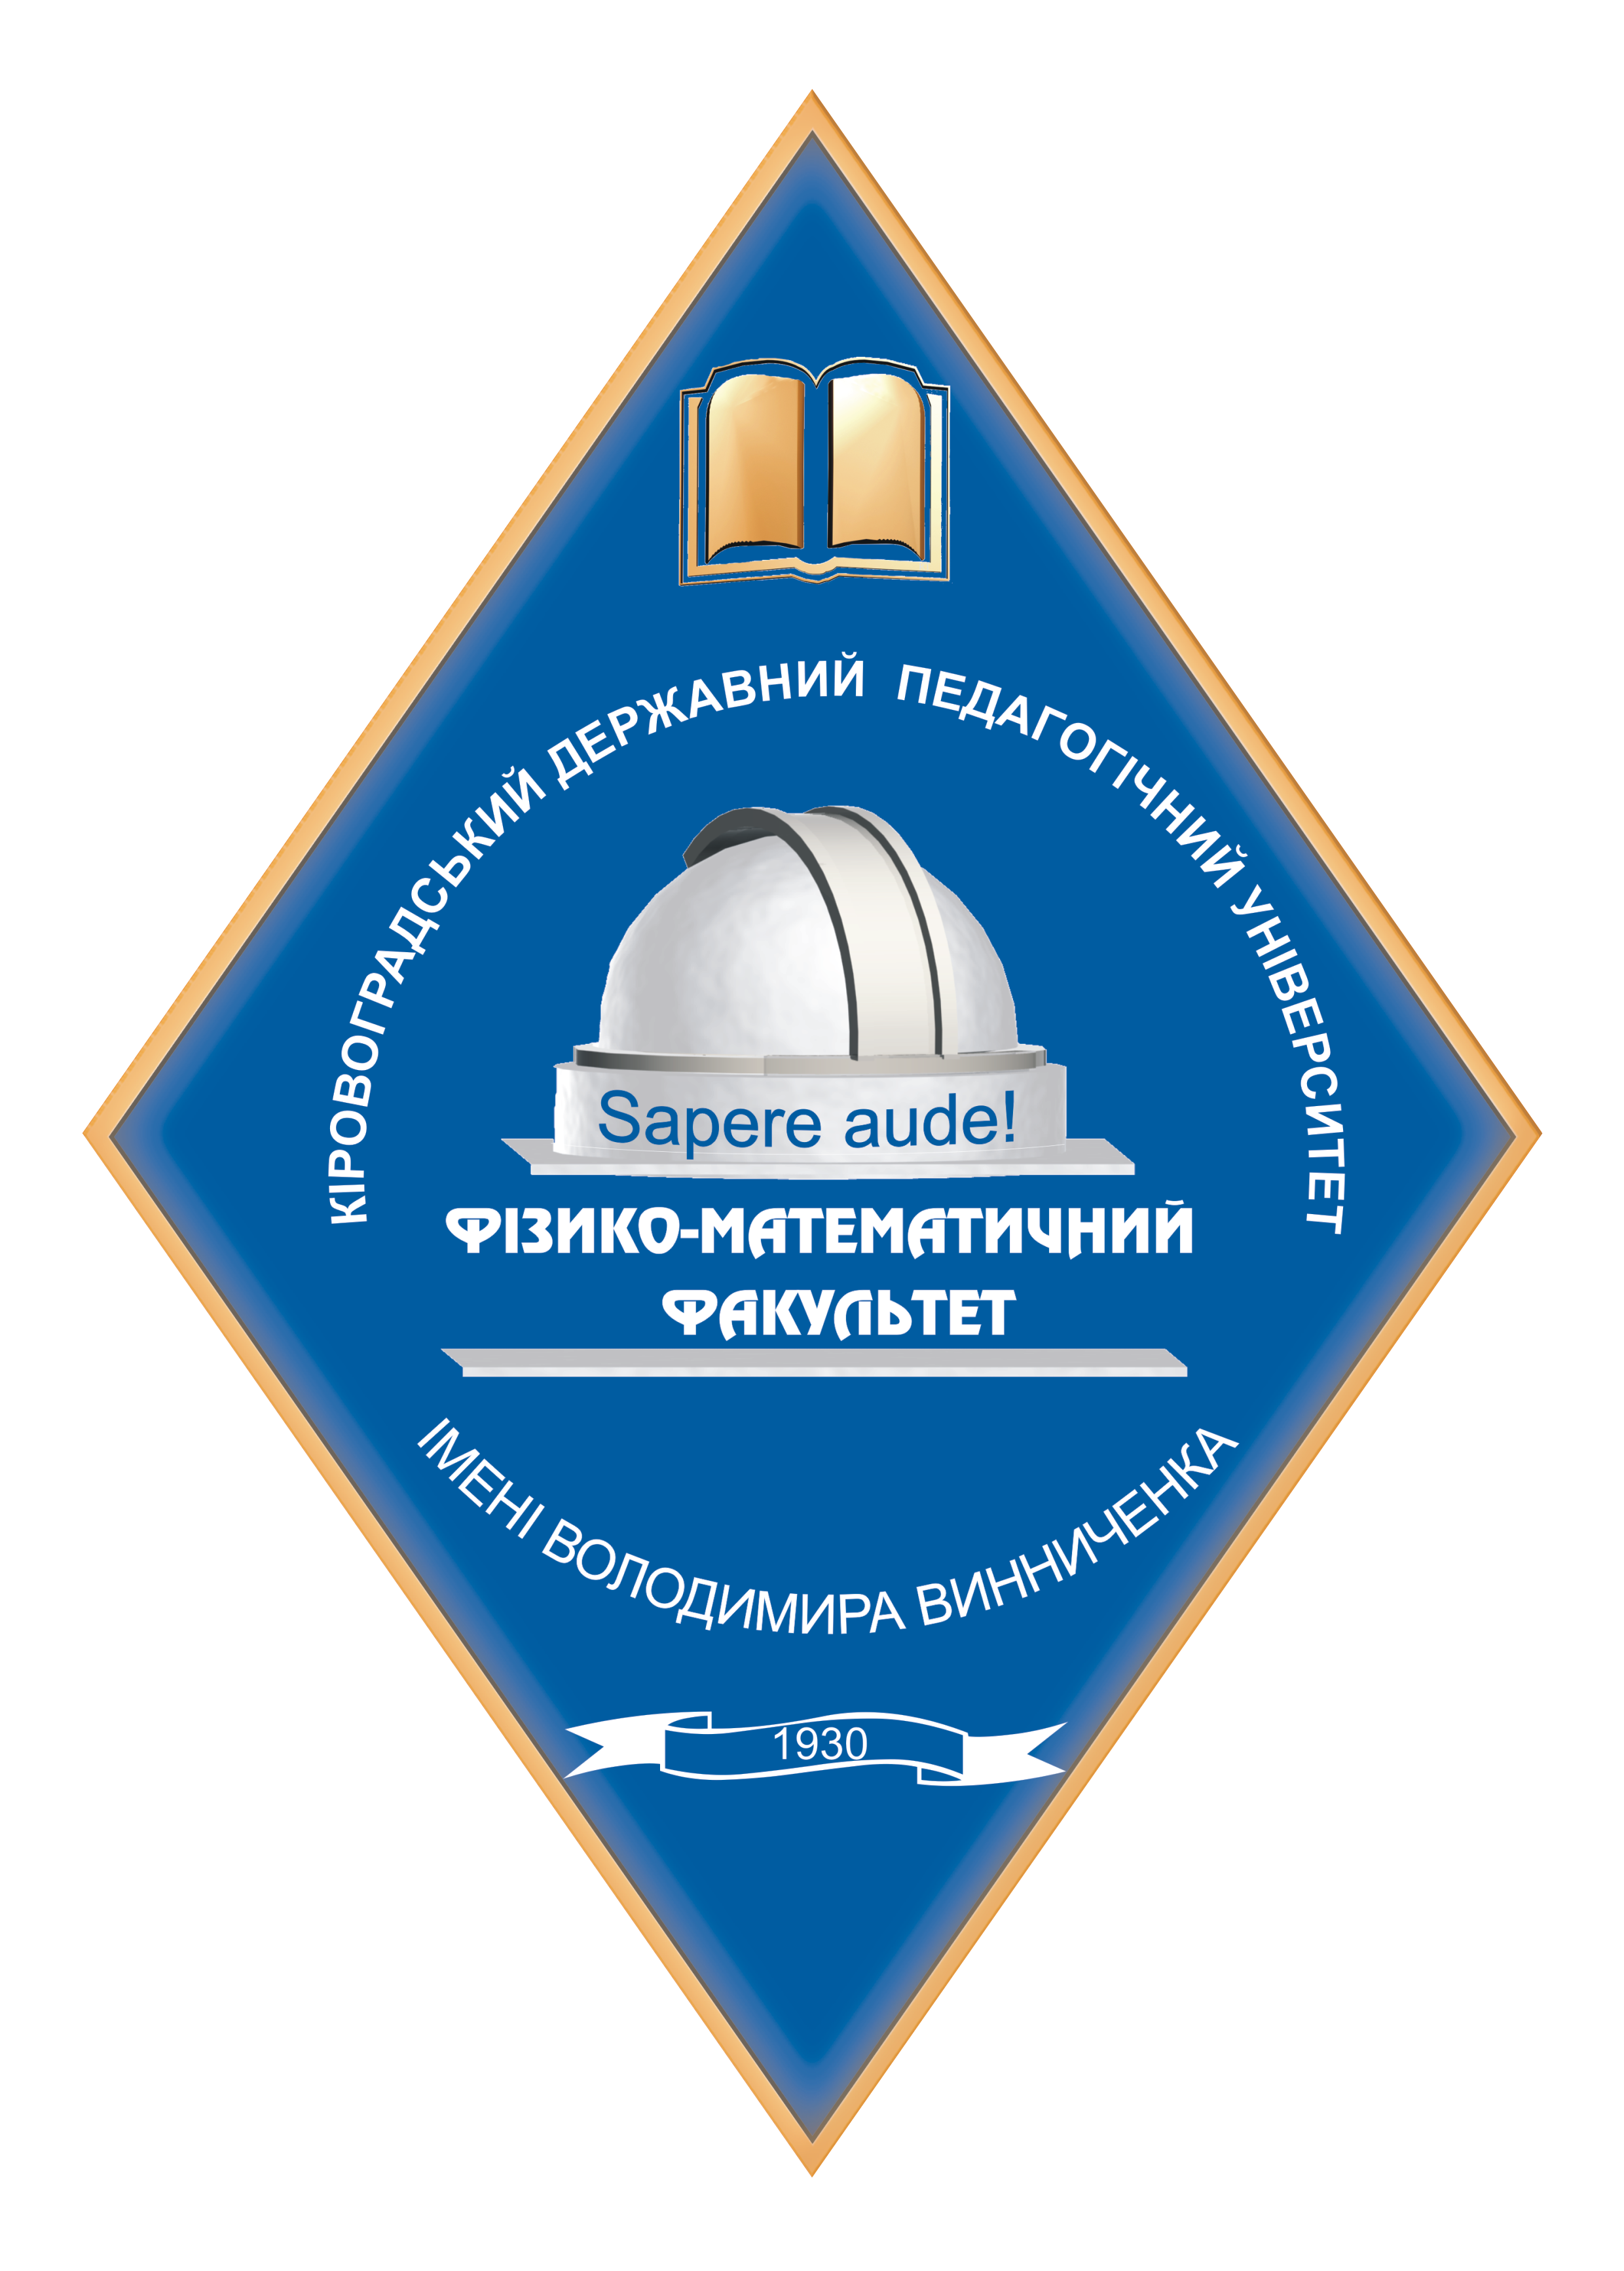 КІРОВОГРАДСЬКИЙ ДЕРЖАВНИЙ ПЕДАГОГІЧНИЙ УНІВЕРСИТЕТ
Sapere aude!
ФІЗИКО-МАТЕМАТИЧНИЙ
ФАКУЛЬТЕТ
ІМЕНІ ВОЛОДИМИРА ВИННИЧЕНКА
1930